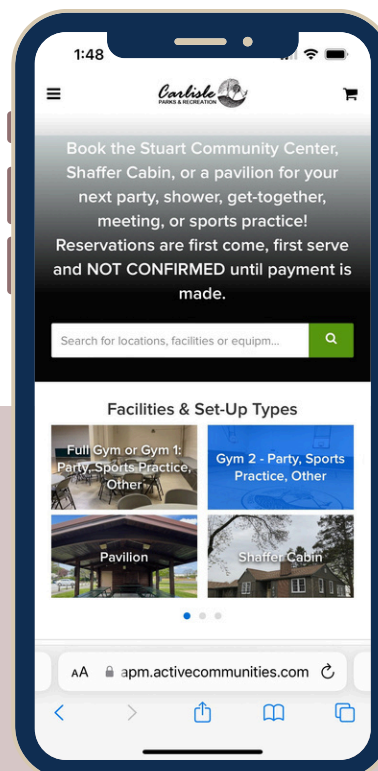 1:48
Carlisle
PARKS & RECREATION
Book the Stuart Community Center,
Shaffer Cabin, or a pavilion for your
next party, shower, get-together,
meeting, or sports practice!
Reservations are first come, first serve
and NOT CONFIRMED until payment is
made.
Search for locations, facilities or equipm...
Facilities & Set-Up Types
Full Gym or Gym 1:
Party, Sports Practice,
Other
Gym 2 - Party, Sports
Practice, Other
Pavilion
Shaffer Cabin
AA apm.activecommunities.com